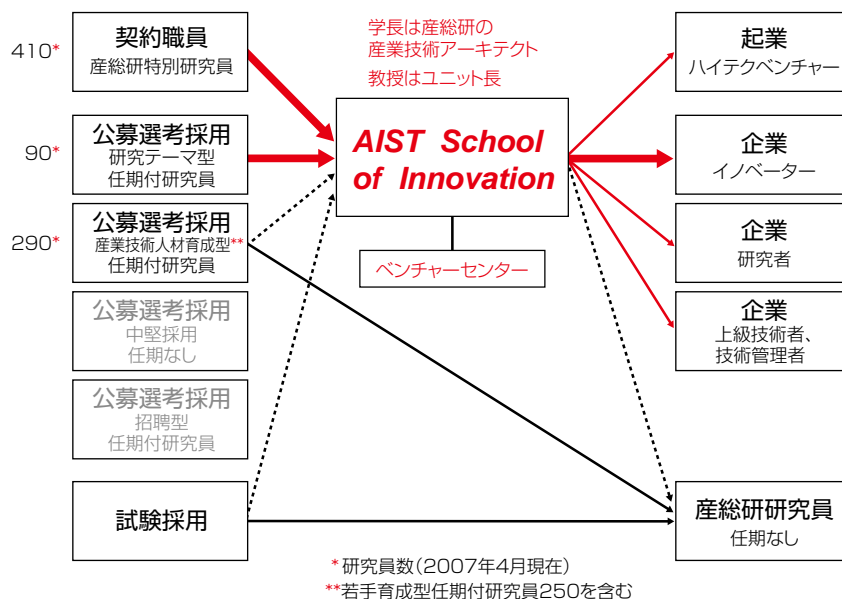 410*
契約職員
産総研特別研究員
90*
公募選考採用
研究テーマ型
任期付研究員
290*
公募選考採用
産業技術人材育成型**
任期付研究員
公募選考採用
中堅採用
任期なし
公募選考採用
招聘型
任期付研究員
試験採用
学長は産総研の
産業技術アーキテクト
教授はユニット長
AIST School
of Innovation
ベンチャーセンター
起業
ハイテクベンチャー
企業
イノベーター
企業
研究者
企業
上級技術者、
技術管理者
産総研研究員
任期なし
*研究員数(2007年4月現在)
**若手育成型任期付研究員250を含む